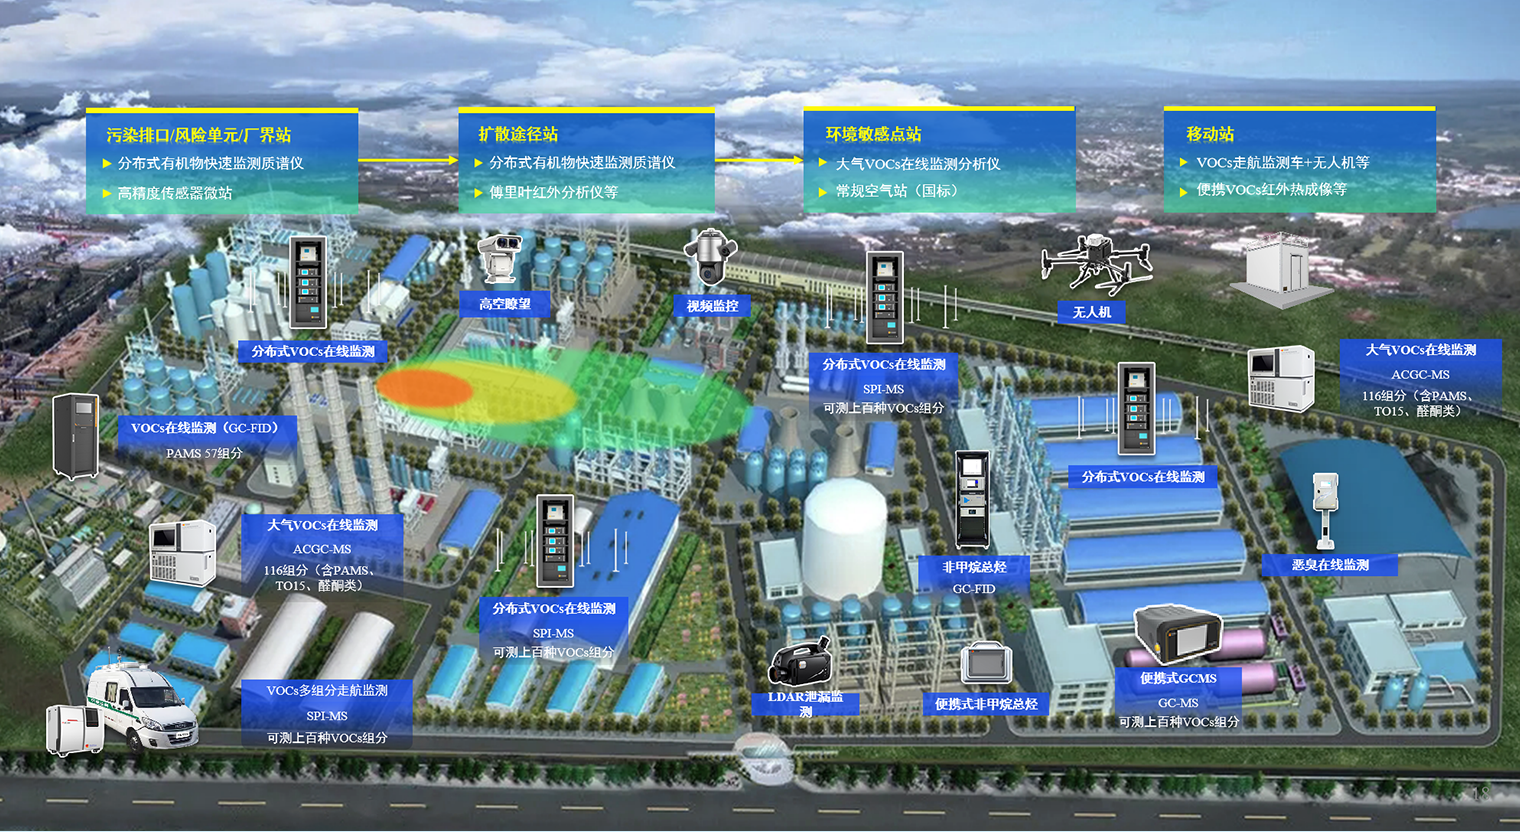 污染排口/风险单元/厂界站
分布式有机物快速监测质谱仪
高精度传感器微站
扩散途径站
分布式有机物快速监测质谱仪
傅里叶红外分析仪等
环境敏感点站
大气VOCs在线监测分析仪
常规空气站（国标）
移动站
VOCs走航监测车+无人机等
便携VOCs红外热成像等
高空瞭望
视频监控
无人机
分布式VOCs在线监测
分布式VOCs在线监测
SPI-MS
可测上百种VOCs组分
大气VOCs在线监测
ACGC-MS
116组分（含PAMS、
TO15、醛酮类）
VOCs在线监测（GC-FID）
PAMS 57组分
分布式VOCs在线监测
大气VOCs在线监测
ACGC-MS
116组分（含PAMS、
TO15、醛酮类）
分布式VOCs在线监测
SPI-MS
可测上百种VOCs组分
非甲烷总烃
GC-FID
恶臭在线监测
VOCs多组分走航监测
SPI-MS
可测上百种VOCs组分
LDAR泄漏监
测
便携式非甲烷总烃
便携式GCMS
GC-MS
可测上百种VOCs组分
18